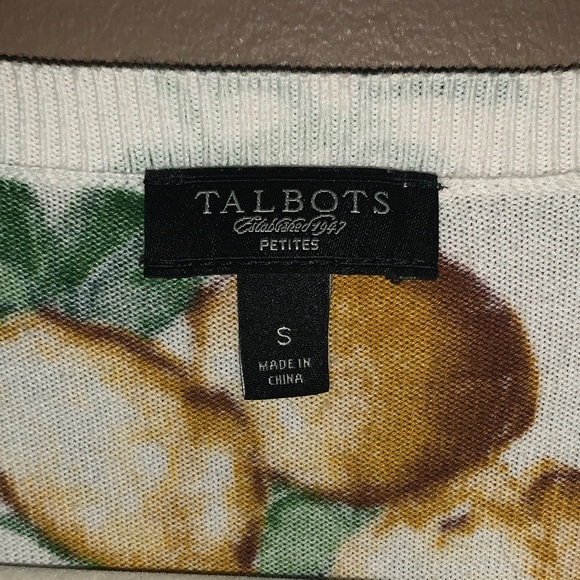 TALBOTS
Established 1947
PETITES
S
MADE IN
CHINA